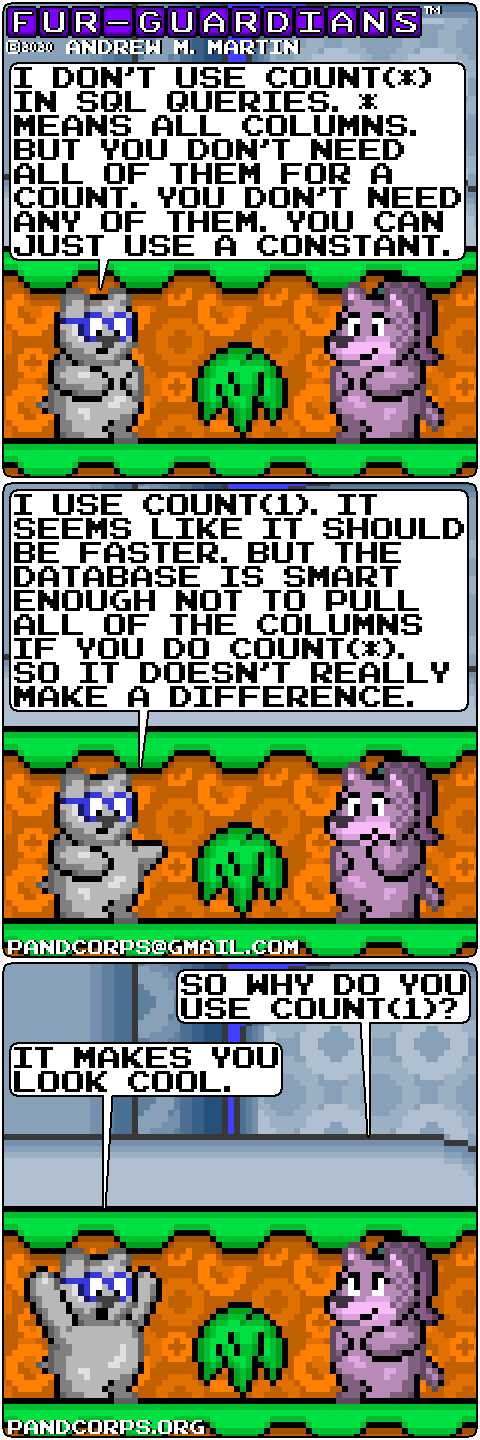 FUR-GUARDIANS™
©2020 ANDREW M. MARTIN
I DON'T USE COUNT(*)
IN SQL QUERIES. *
MEANS ALL COLUMNS.
BUT YOU DON'T NEED
ALL OF THEM FOR A
COUNT. YOU DON'T NEED
ANY OF THEM. YOU CAN
JUST USE A CONSTANT.
I USE COUNT(1). IT
SEEMS LIKE IT SHOULD
BE FASTER. BUT THE
DATABASE IS SMART
ENOUGH NOT TO PULL
ALL OF THE COLUMNS
IF YOU DO COUNT(*).
SO IT DOESN'T REALLY
MAKE A DIFFERENCE.
PANDCORPS@GMAIL.COM
SO WHY DO YOU
USE COUNT(1)?
IT MAKES YOU
LOOK COOL.
PANDCORPS.ORG